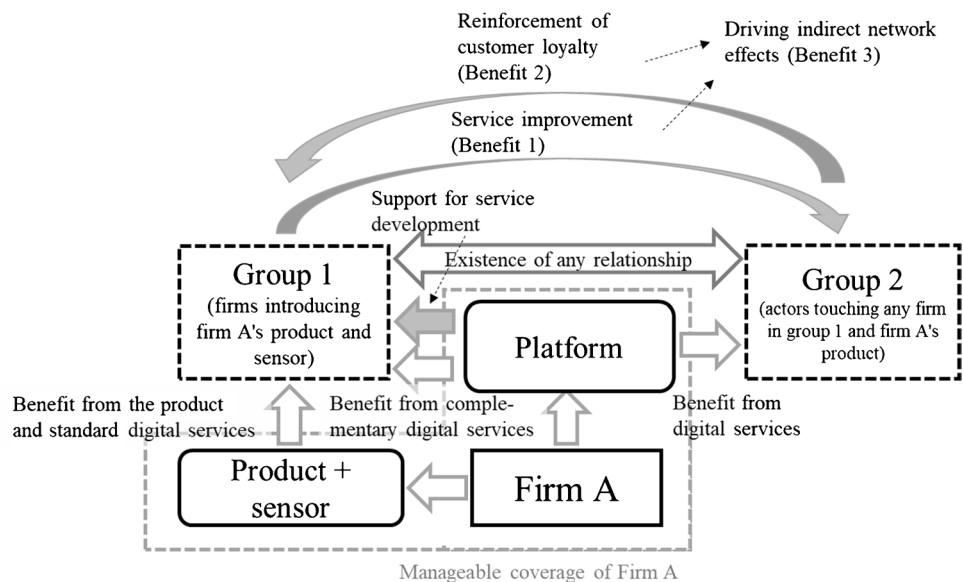 Reinforcement of
customer loyalty
(Benefit 2)
Driving indirect network
effects (Benefit 3)
Service improvement
(Benefit 1)
Support for service
development
Existence of any relationship
Group 1
(firms introducing
firm A's product and
sensor)
Group 2
(actors touching any firm
in group 1 and firm A's
product)
Platform
Benefit from the product
and standard digital services
Benefit from comple-
mentary digital services
Benefit from
digital services
Product +
sensor
Firm A
Manageable coverage of Firm A